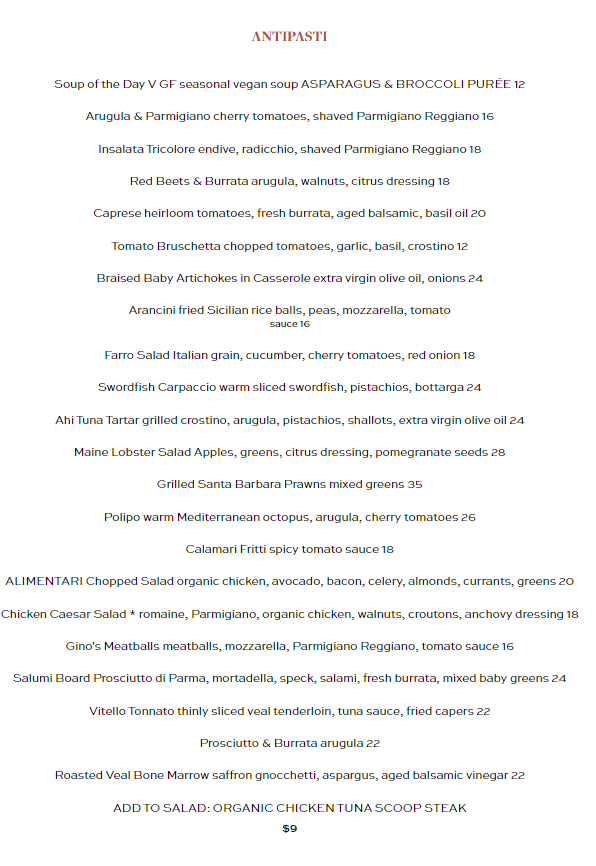 ANTIPASTI
Soup of the Day V GF seasonal vegan soup ASPARAGUS & BROCCOLI PURÉE 12
Arugula & Parmigiano cherry tomatoes, shaved Parmigiano Reggiano 16
Insalata Tricolore endive, radicchio, shaved Parmigiano Reggiano 18
Red Beets & Burrata arugula, walnuts, citrus dressing 18
Caprese heirloom tomatoes, fresh burrata, aged balsamic, basil oil 20
Tomato Bruschetta chopped tomatoes, garlic, basil, crostino 12
Braised Baby Artichokes in Casserole extra virgin olive oil, onions 24
Arancini fried Sicilian rice balls, peas, mozzarella, tomato
sauce 16
Farro Salad Italian grain, cucumber, cherry tomatoes, red onion 18
Swordfish Carpaccio warm sliced swordfish, pistachios, bottarga 24
Ahi Tuna Tartar grilled crostino, arugula, pistachios, shallots, extra virgin olive oil 24
Maine Lobster Salad Apples, greens, citrus dressing, pomegranate seeds 28
Grilled Santa Barbara Prawns mixed greens 35
Polipo warm Mediterranean octopus, arugula, cherry tomatoes 26
Calamari Fritti spicy tomato sauce 18
ALIMENTARI Chopped Salad organic chicken, avocado, bacon, celery, almonds, currants, greens 20
Chicken Caesar Salad * romaine, Parmigiano, organic chicken, walnuts, croutons, anchovy dressing 18
Gino's Meatballs meatballs, mozzarella, Parmigiano Reggiano, tomato sauce 16
Salumi Board Prosciutto di Parma, mortadella, speck, salami, fresh burrata, mixed baby greens 24
Vitello Tonnato thinly sliced veal tenderloin, tuna sauce, fried capers 22
Prosciutto & Burrata arugula 22
Roasted Veal Bone Marrow saffron gnocchetti, aspargus, aged balsamic vinegar 22
ADD TO SALAD: ORGANIC CHICKEN TUNA SCOOP STEAK
$9